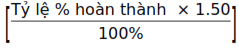 [Tỷ lệ % hoàn thành × 1.50]
100%